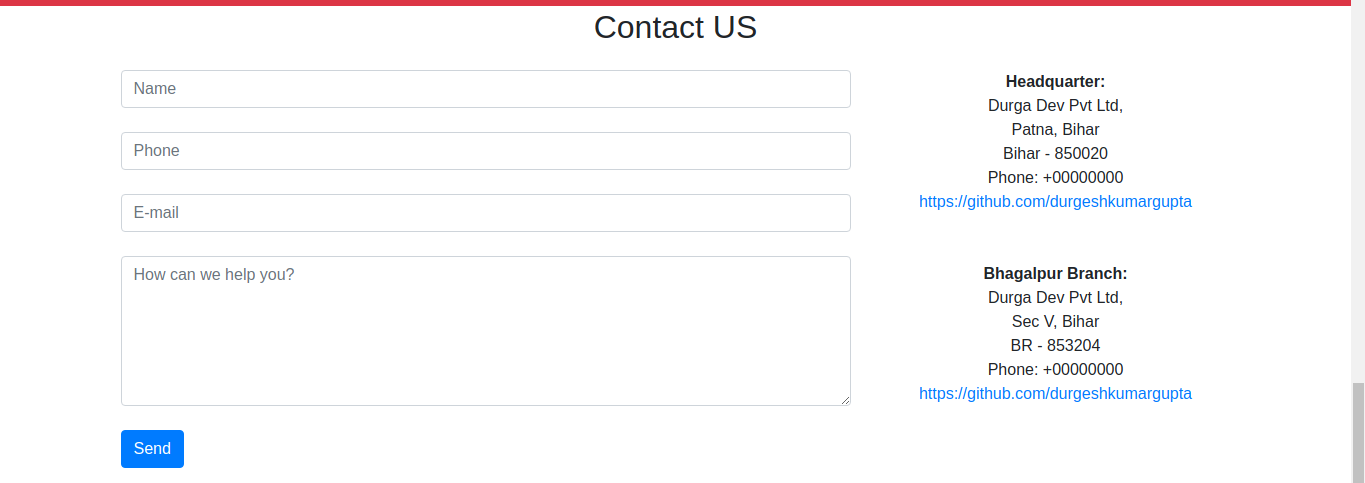 Contact US
Name
Phone
E-mail
How can we help you?
Send
Headquarter:
Durga Dev Pvt Ltd,
Patna, Bihar
Bihar - 850020
Phone: +00000000
https://github.com/durgeshkumargupta
Bhagalpur Branch:
Durga Dev Pvt Ltd,
Sec V, Bihar
BR - 853204
Phone: +00000000
https://github.com/durgeshkumargupta